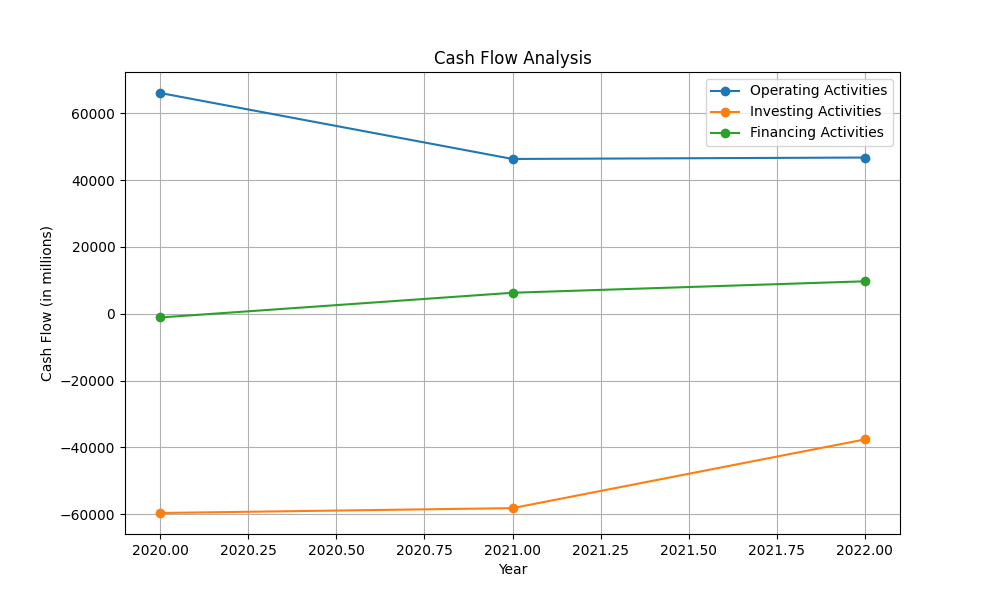 Cash Flow Analysis
Operating Activities
Investing Activities
Financing Activities
60000
40000
20000
0
−20000
−40000
−60000
Cash Flow (in millions)
2020.00 2020.25 2020.50 2020.75 2021.00 2021.25 2021.50 2021.75 2022.00
Year